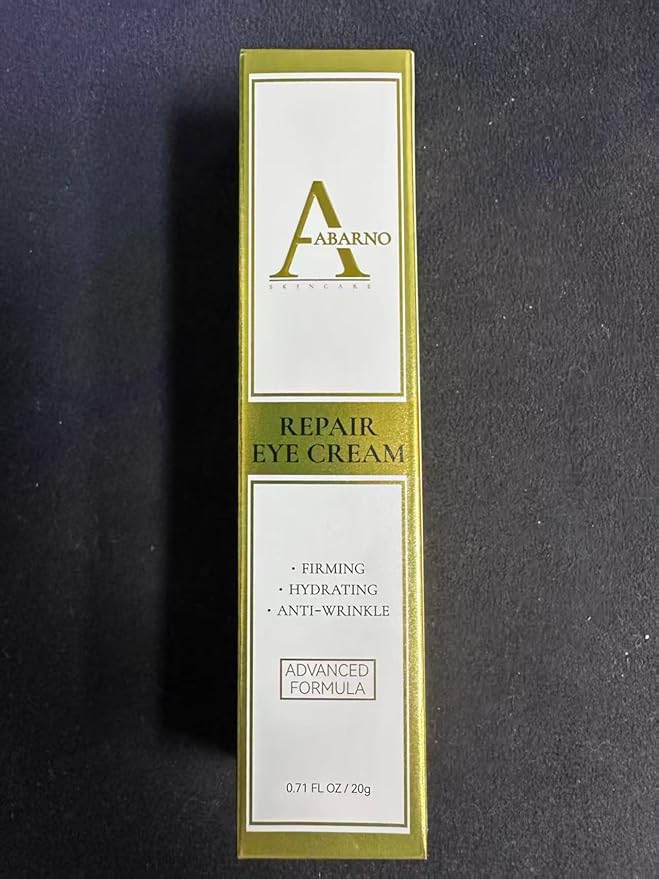 A ABARNO
SKINCARE
REPAIR
EYE CREAM
· FIRMING
· HYDRATING
· ANTI-WRINKLE
ADVANCED
FORMULA
0.71 FL OZ / 20g